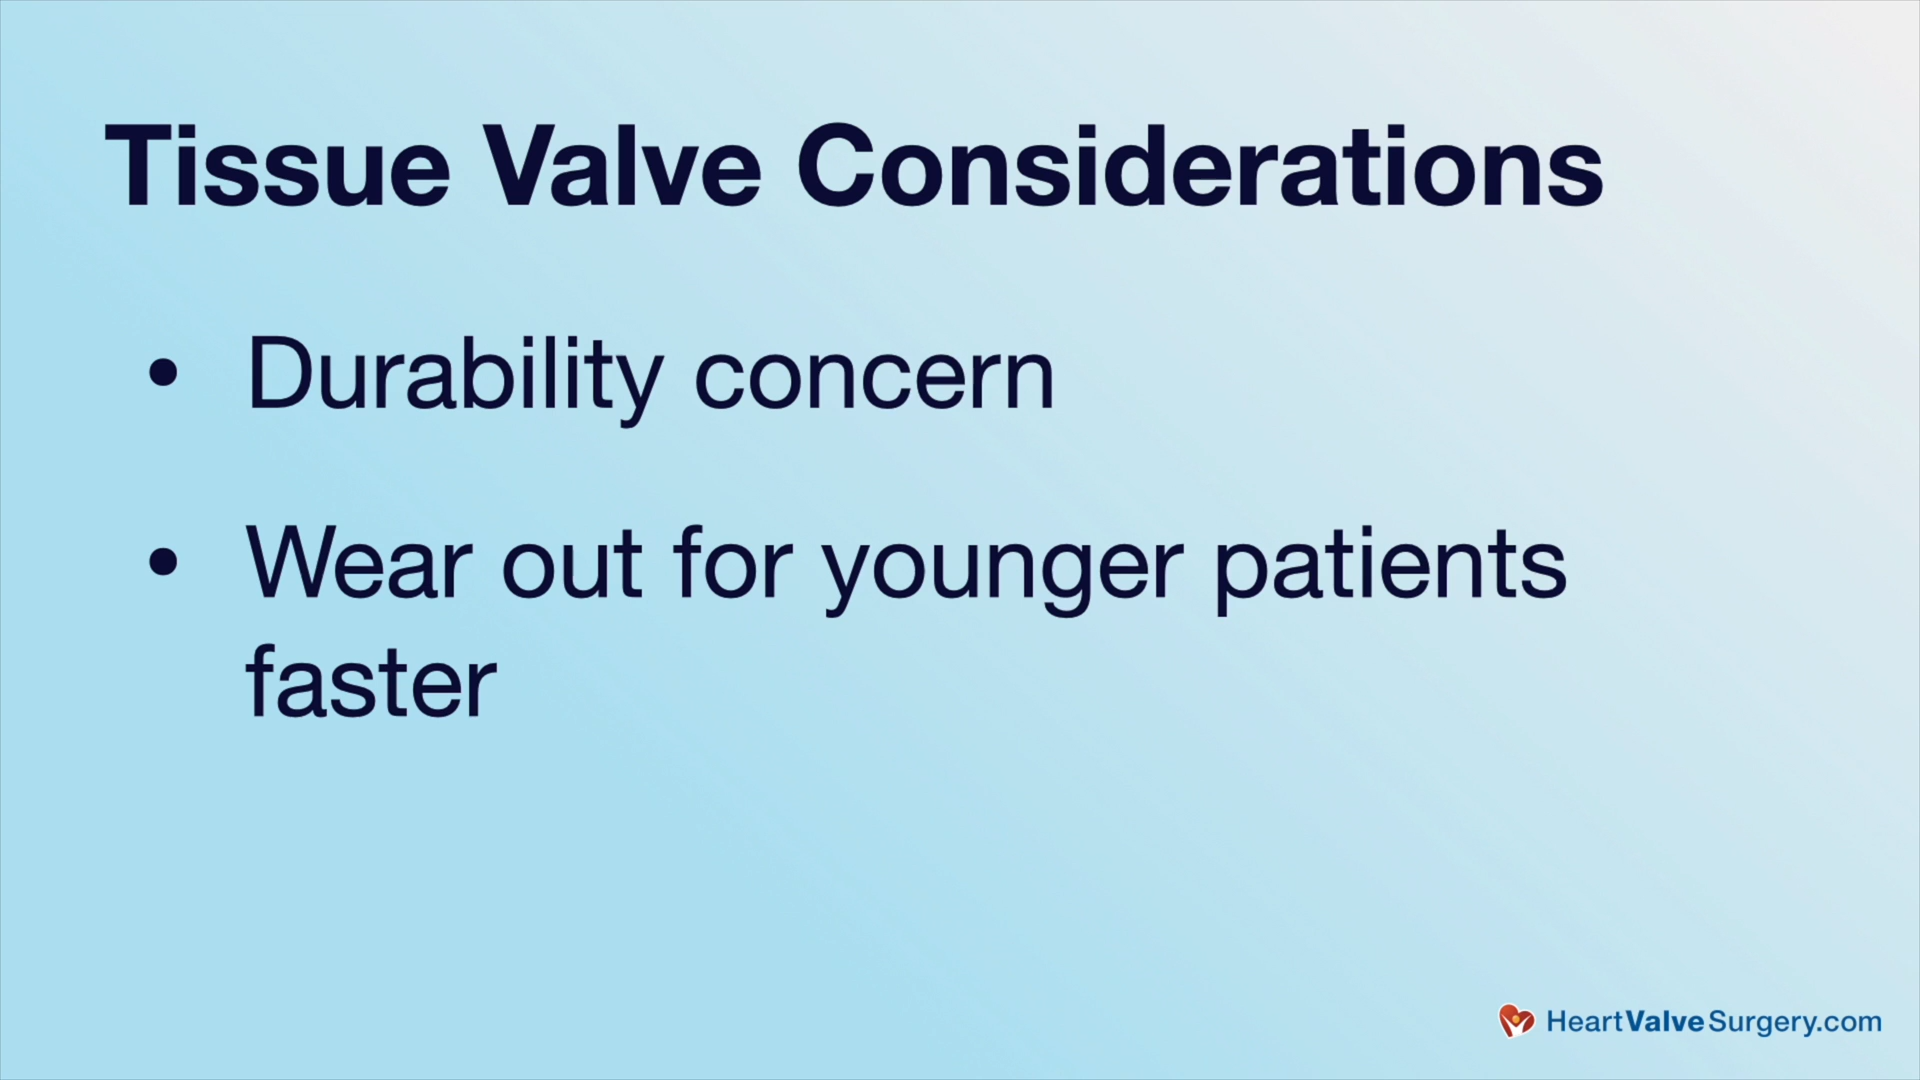 Tissue Valve Considerations
• Durability concern
• Wear out for younger patients
faster
HeartValveSurgery.com